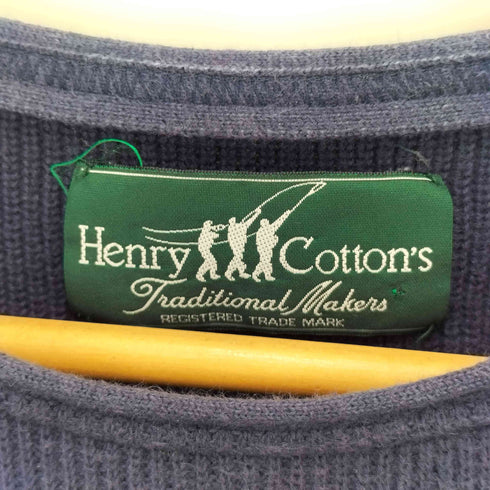 Henry Cotton's
Traditional Makers
REGISTERED TRADE MARK